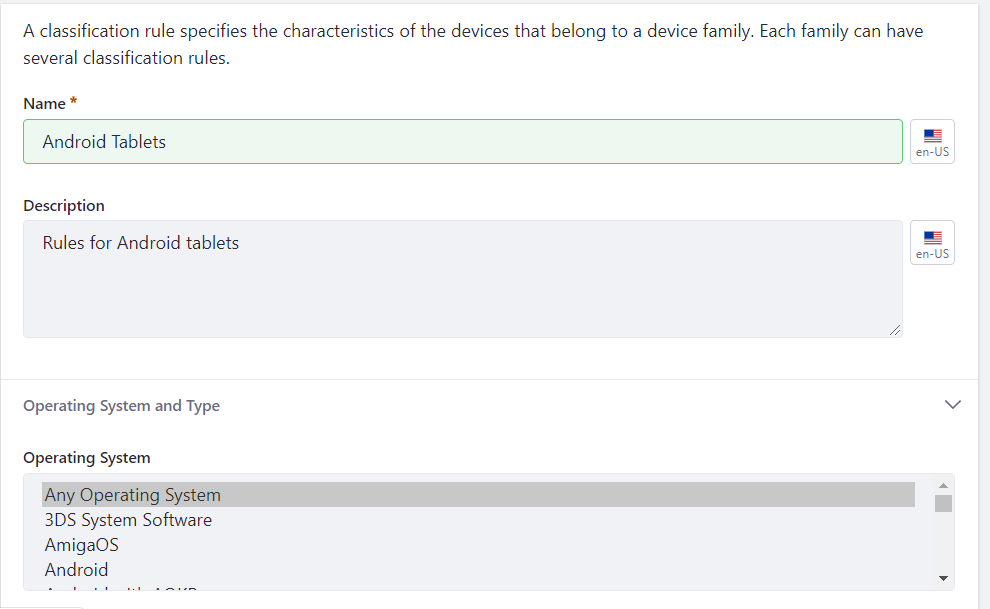 A classification rule specifies the characteristics of the devices that belong to a device family. Each family can have
several classification rules.
Name *
Android Tablets
en-US
Description
Rules for Android tablets
en-US
Operating System and Type
Operating System
Any Operating System
3DS System Software
AmigaOS
Android